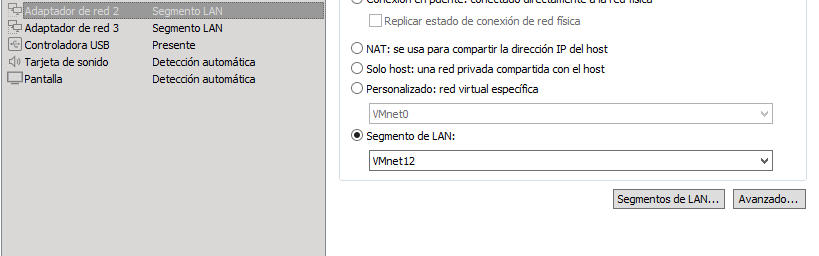 Adaptador de red 2 Segmento LAN
Adaptador de red 3 Segmento LAN
Controladora USB Presente
Tarjeta de sonido Detección automática
Pantalla Detección automática
Conexión en puente: conectado directamente a la red física
Replicar estado de conexión de red física
NAT: se usa para compartir la dirección IP del host
Solo host: una red privada compartida con el host
Personalizado: red virtual específica
VMnet0
Segmento de LAN:
VMnet12
Segmentos de LAN... Avanzado...